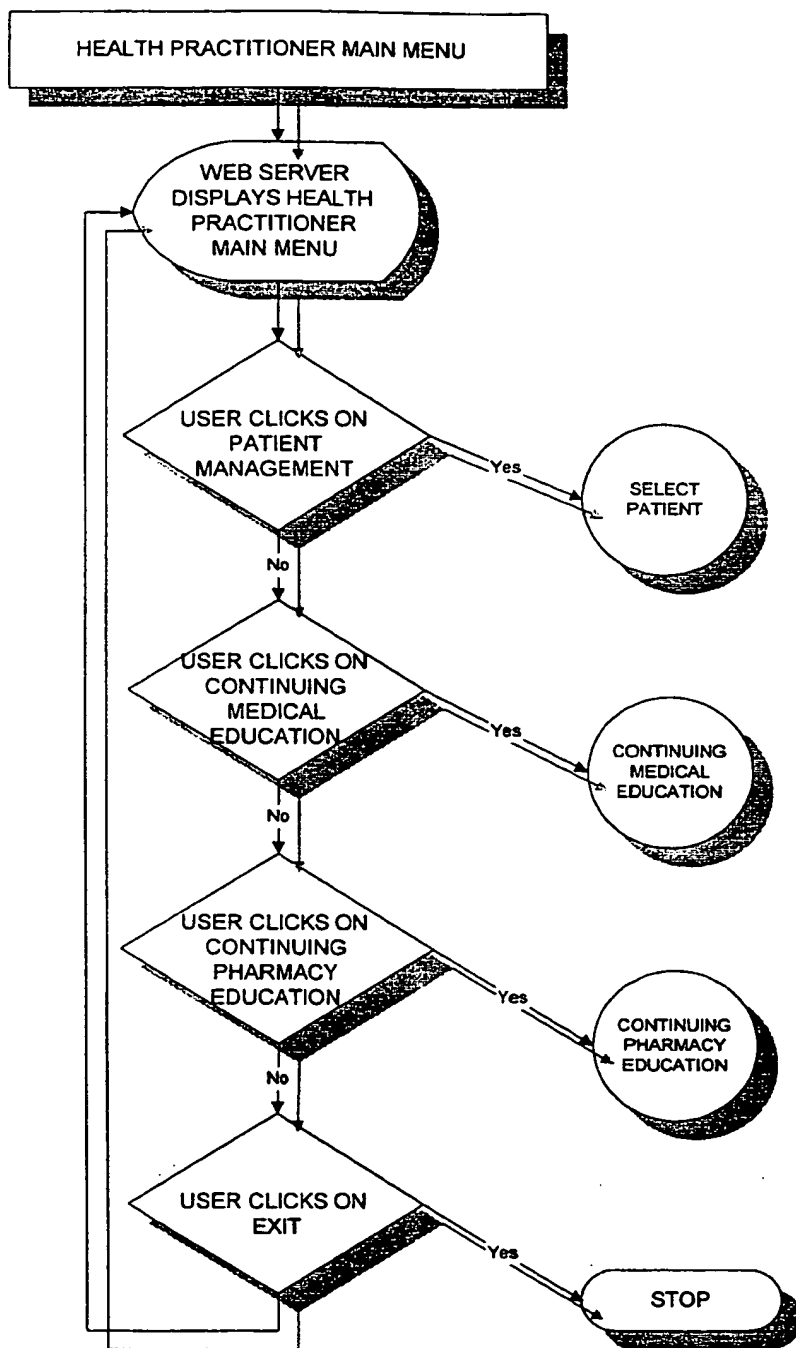 HEALTH PRACTITIONER MAIN MENU
WEB SERVER
DISPLAYS HEALTH
PRACTITIONER
MAIN MENU
USER CLICKS ON
PATIENT
MANAGEMENT
Yes
SELECT
PATIENT
No
USER CLICKS ON
CONTINUING
MEDICAL
EDUCATION
Yes
CONTINUING
MEDICAL
EDUCATION
No
USER CLICKS ON
CONTINUING
PHARMACY
EDUCATION
Yes
CONTINUING
PHARMACY
EDUCATION
No
USER CLICKS ON
EXIT
Yes
STOP